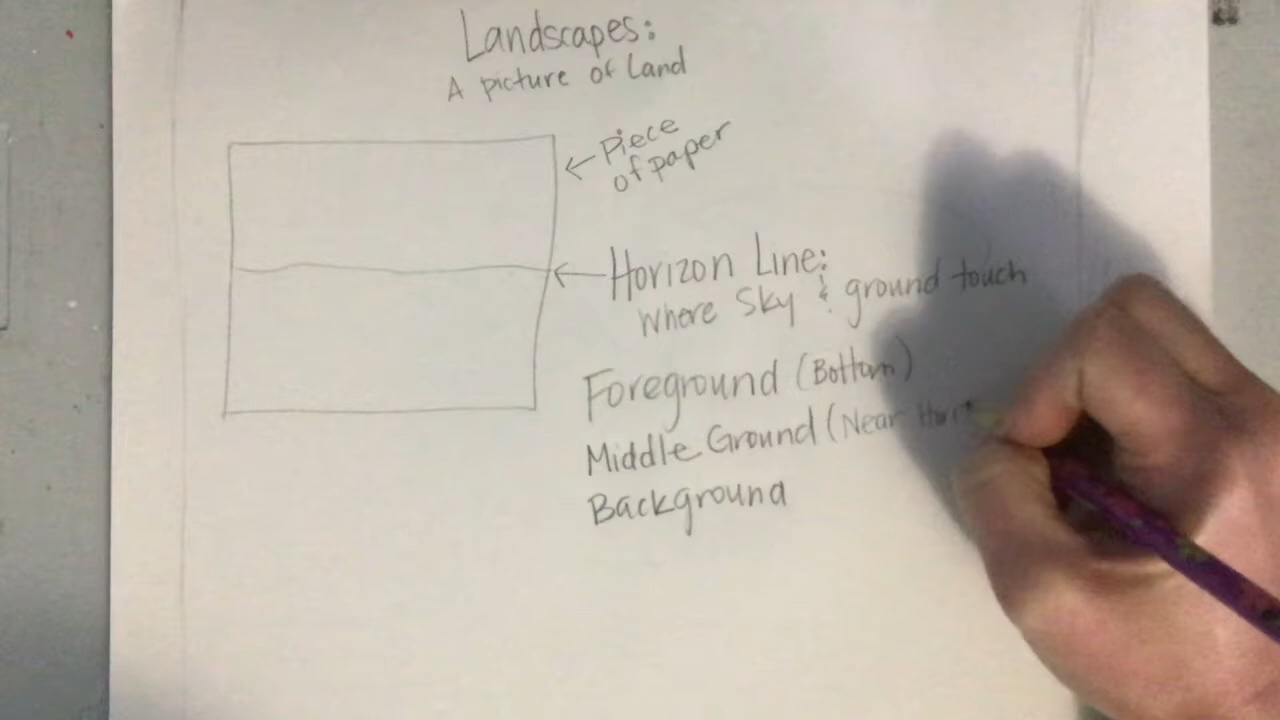 Landscapes:
A picture of Land
← Piece
of paper
← Horizon Line:
Where Sky & ground touch
Foreground (Bottom)
Middle Ground (Near
Background